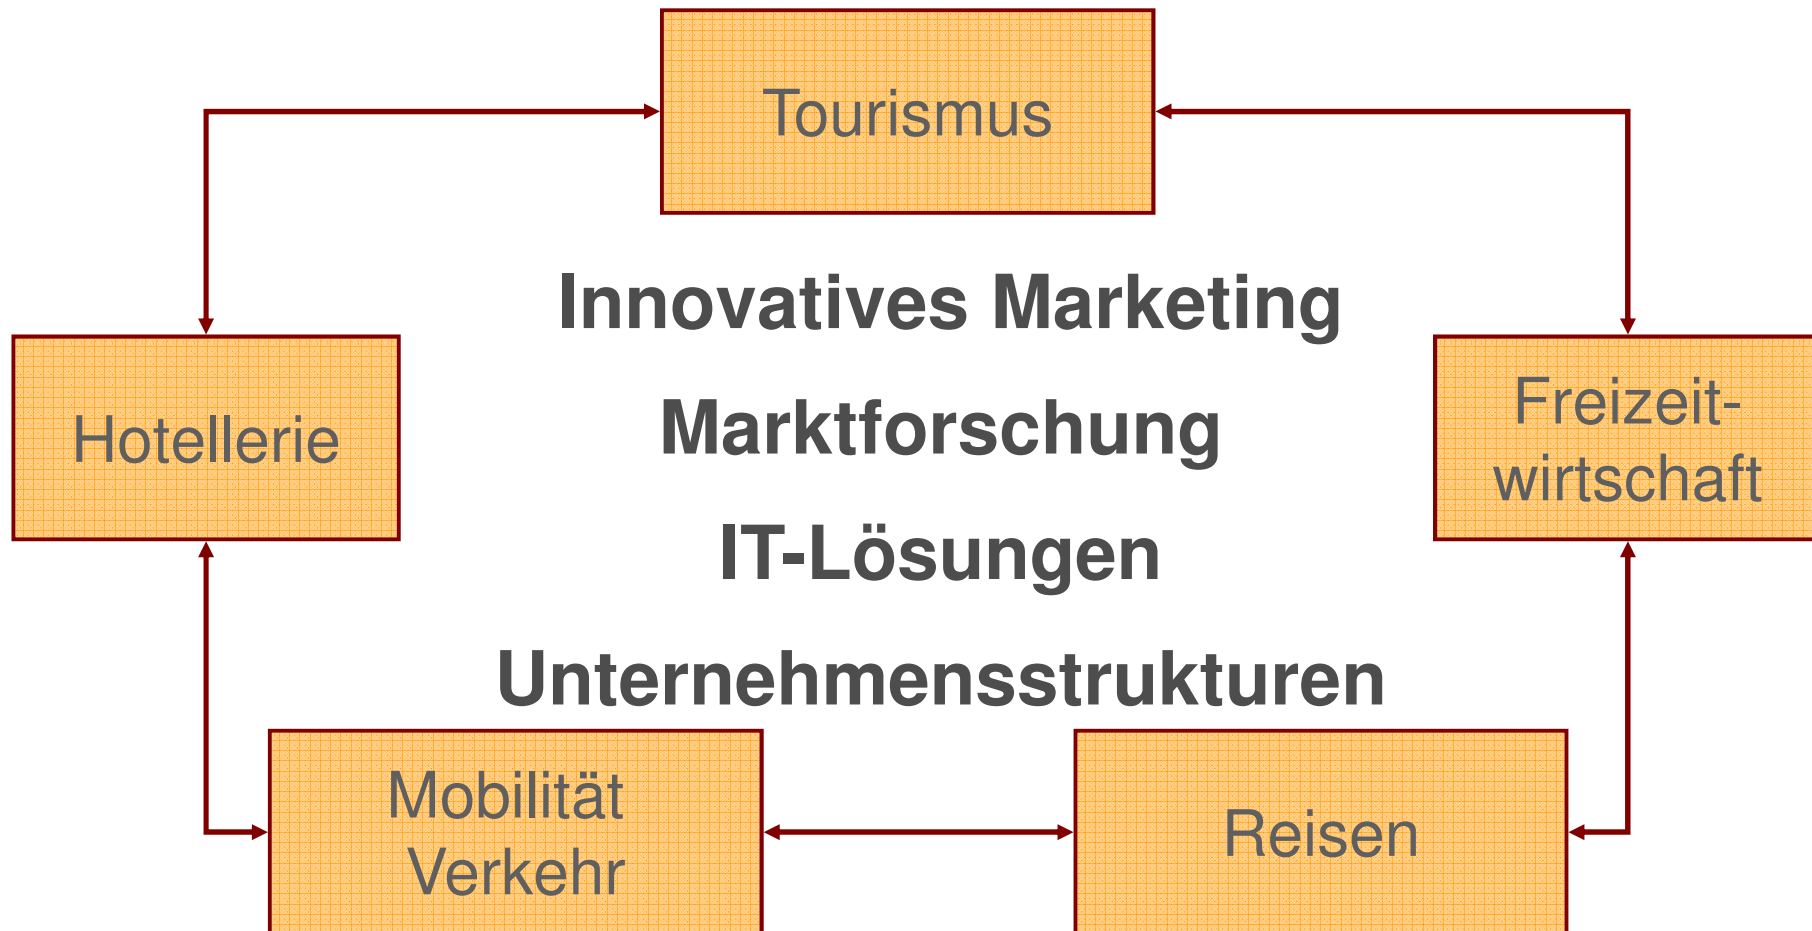 Tourismus
Innovatives Marketing
Hotellerie
Marktforschung
Freizeit-
wirtschaft
IT-Lösungen
Unternehmensstrukturen
Mobilität
Verkehr
Reisen